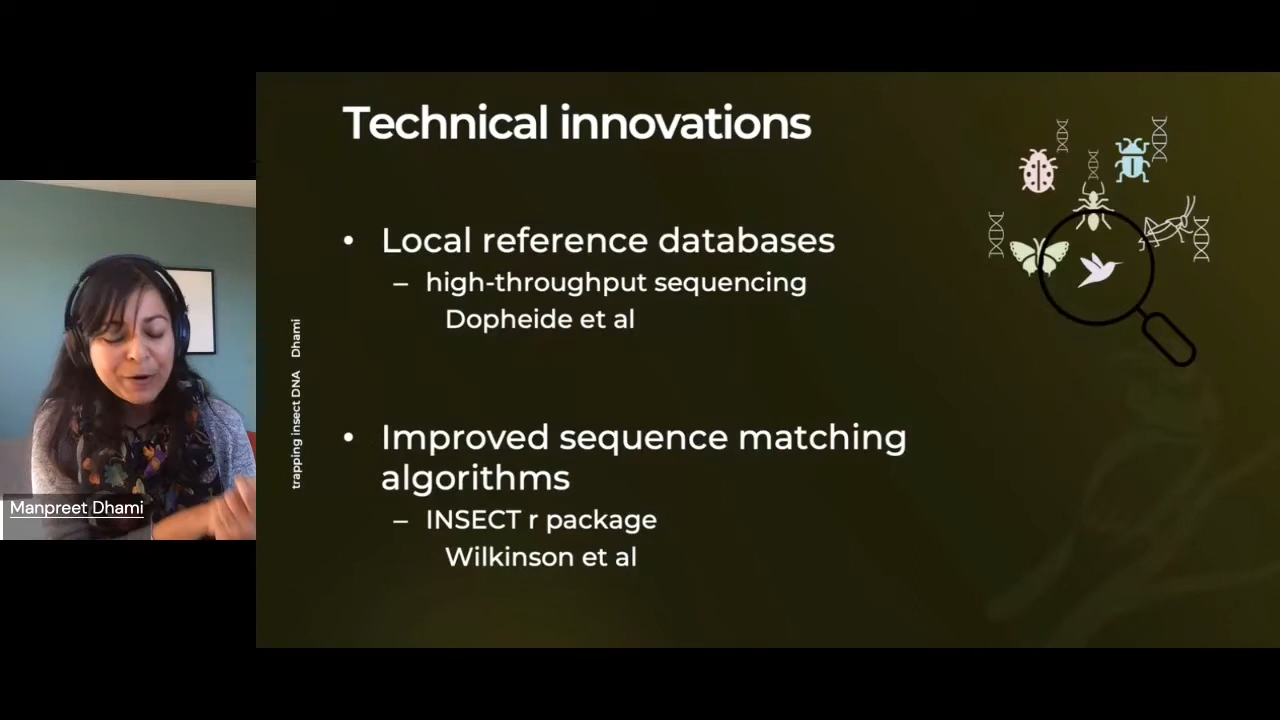 Technical innovations
• Local reference databases
– high-throughput sequencing
Dopheide et al
• Improved sequence matching
algorithms
– INSECT r package
Wilkinson et al
trapping insect DNA Dhami
Manpreet Dhami